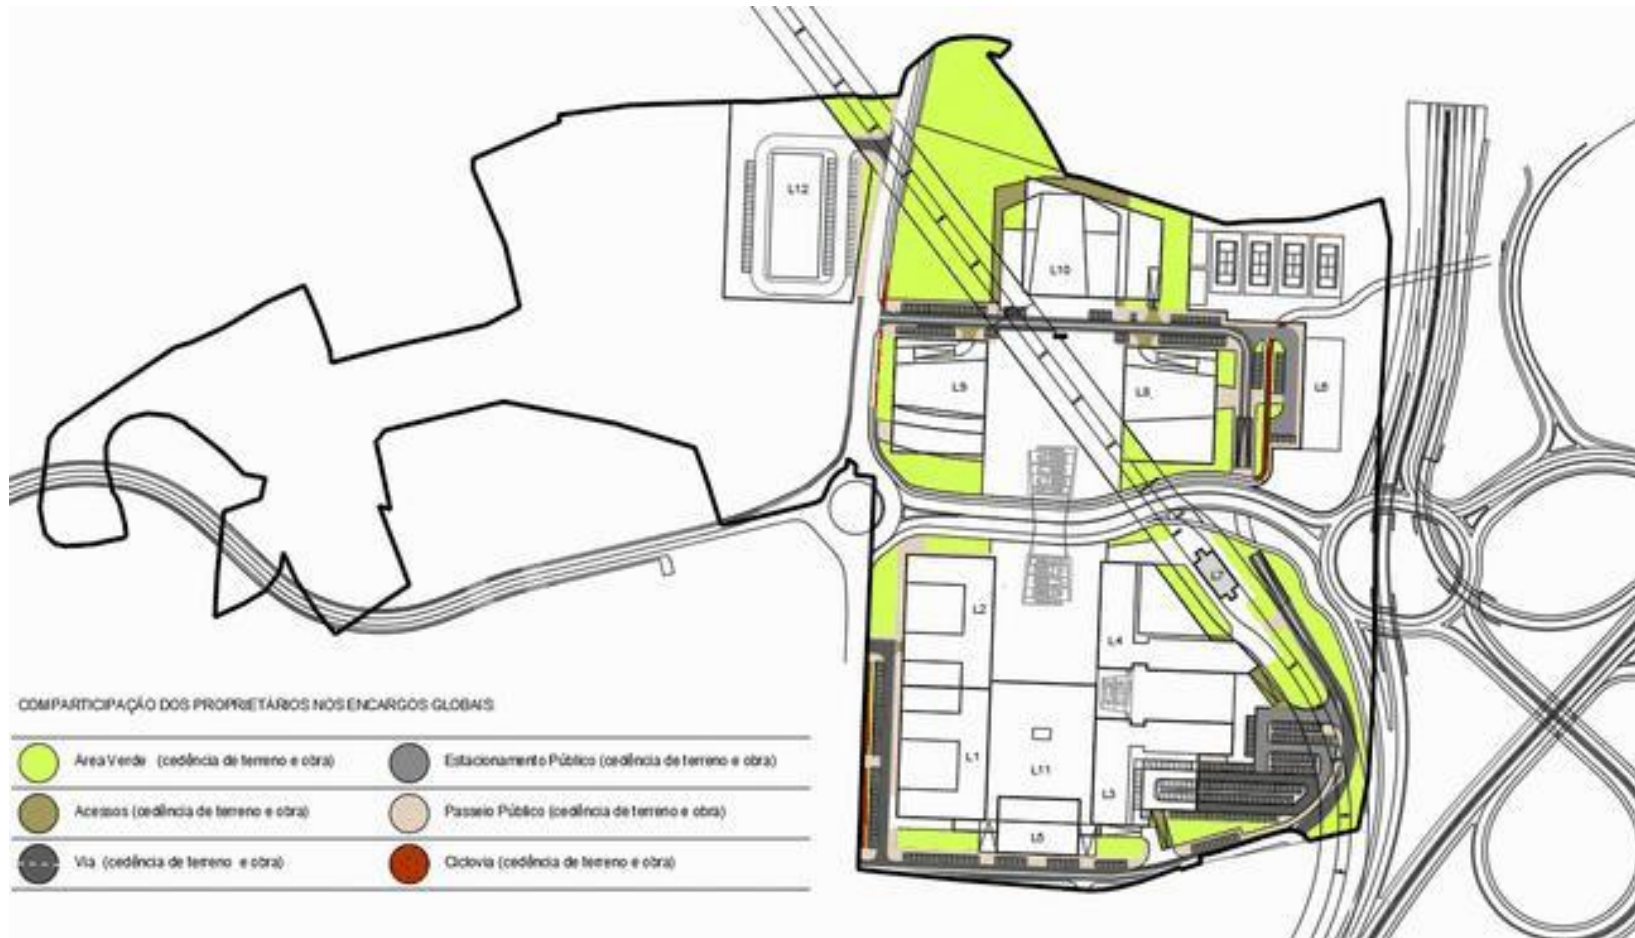 L12
L10
L9
L8
L6
L7
L2
L4
L1
L11
L3
L5
COMPARTICIPAÇÃO DOS PROPRIETÁRIOS NOS ENCARGOS GLOBAIS
Area Verde (cedência de terreno e obra)
Estacionamento Público (cedência de terreno e obra)
Acessos (cedência de terreno e obra)
Passeio Público (cedência de terreno e obra)
Via (cedência de terreno e obra)
Ciclovia (cedência de terreno e obra)